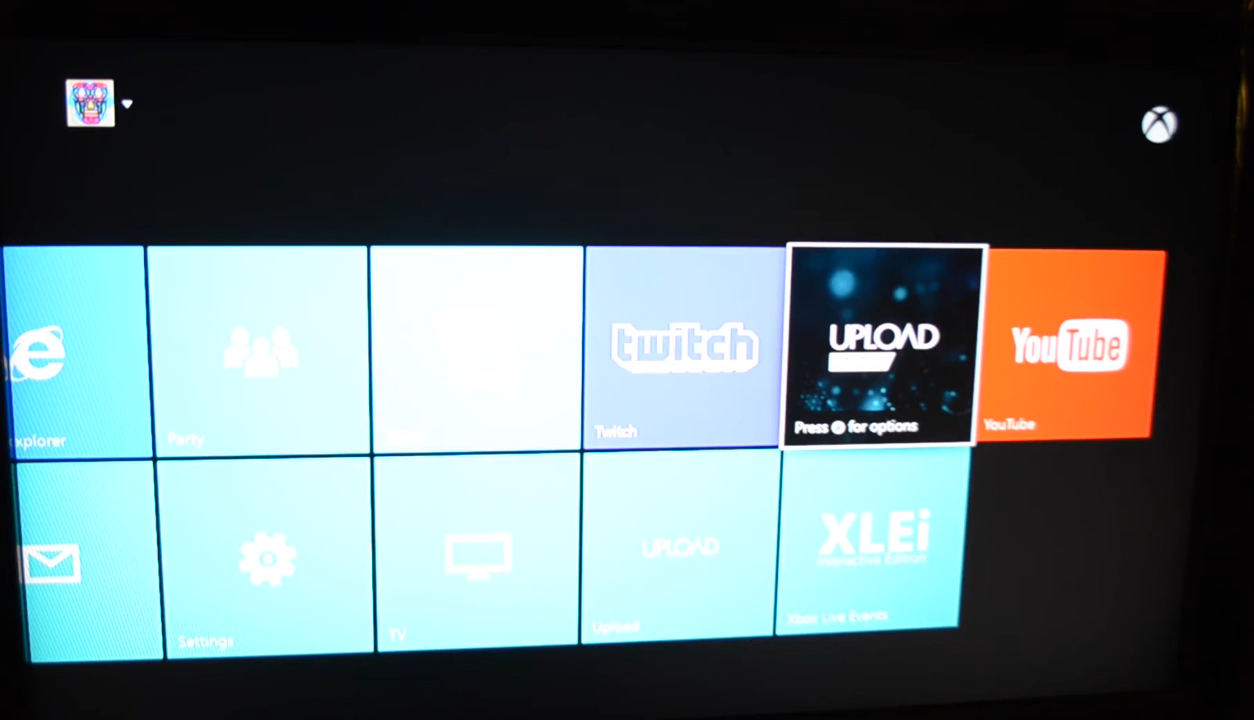 twitch
UPLOAD
YouTube
xplorer
Party
Twitch
Press for options
YouTube
UPLOAD
XLEi
Interactive Edition
Settings
TV
Upload
Xbox Live Events